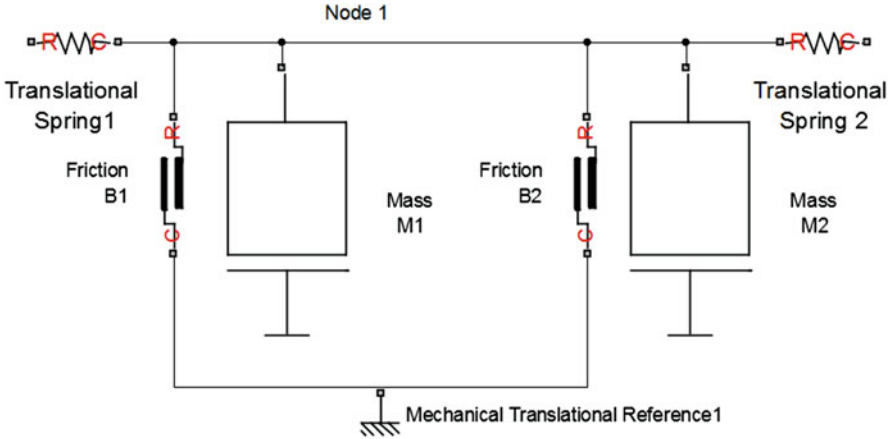 Node 1
R C
R C
Translational
Spring1
Translational
Spring 2
R
R
Friction
B1
Mass
M1
Friction
B2
Mass
M2
C
C
Mechanical Translational Reference1